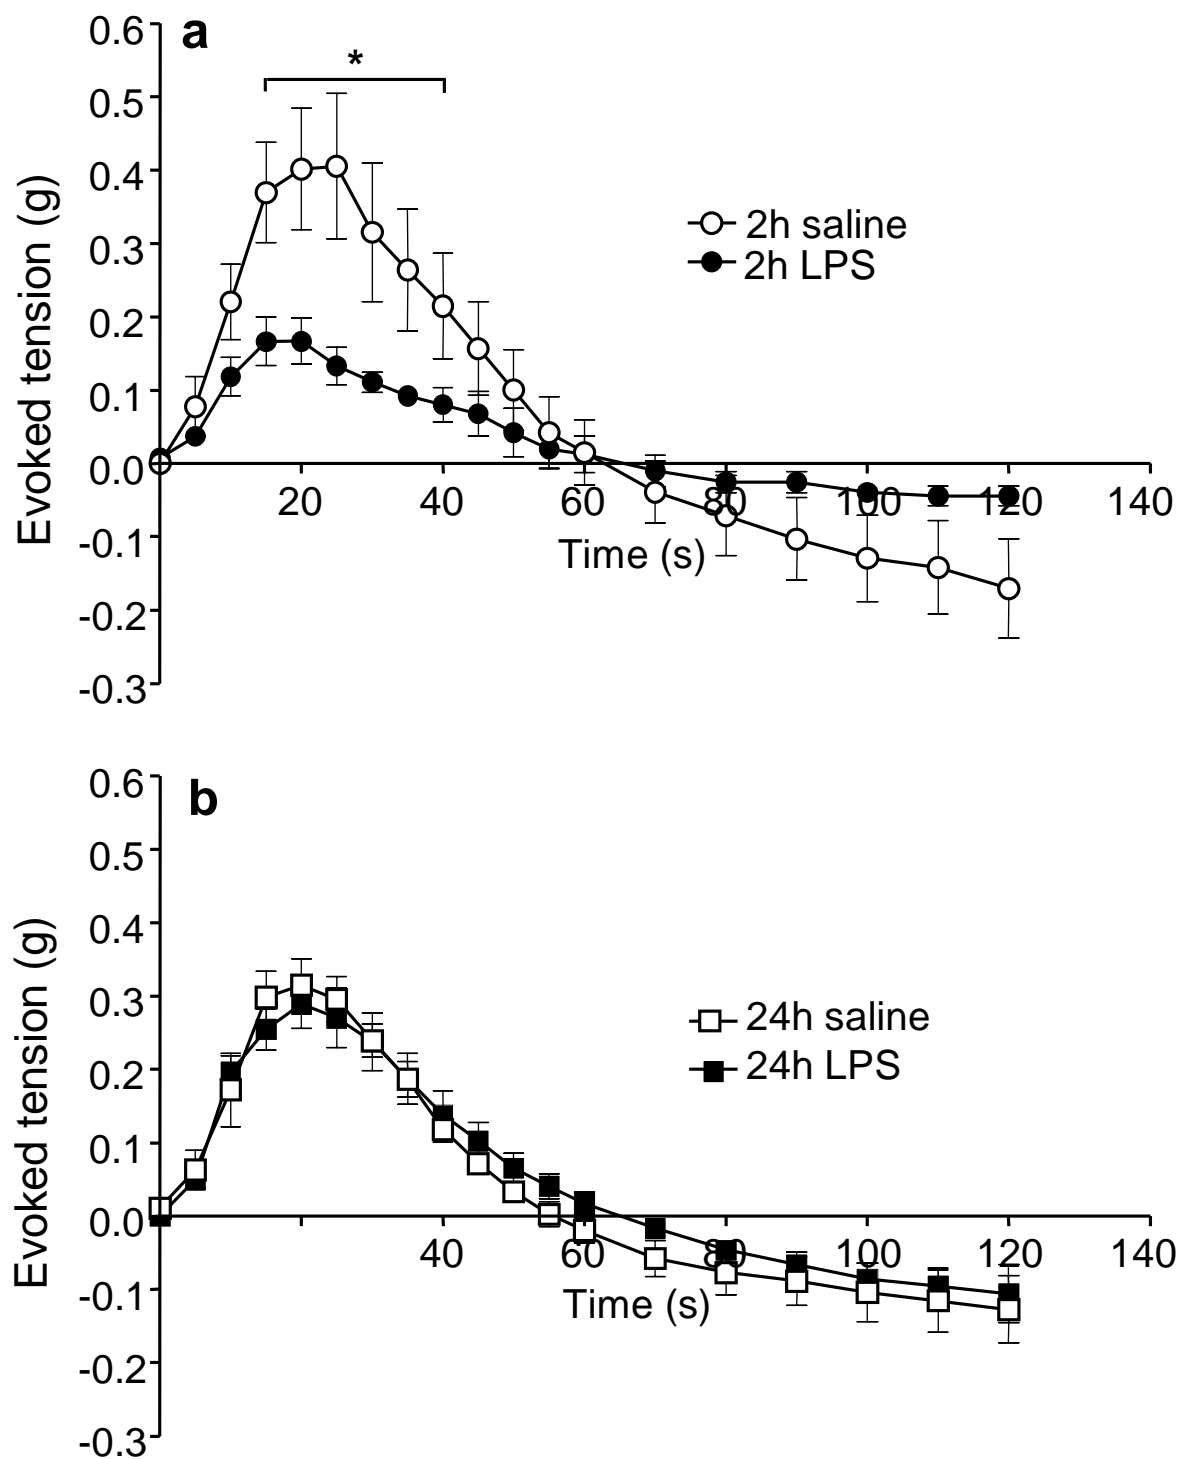 a
*
0.6
0.5
0.4
0.3
0.2
0.1
0.0
-0.1
-0.2
-0.3
Evoked tension (g)
2h saline
2h LPS
20 40 60 80 100 120 140
Time (s)
b
0.6
0.5
0.4
0.3
0.2
0.1
0.0
-0.1
-0.2
-0.3
Evoked tension (g)
24h saline
24h LPS
40 60 80 100 120 140
Time (s)